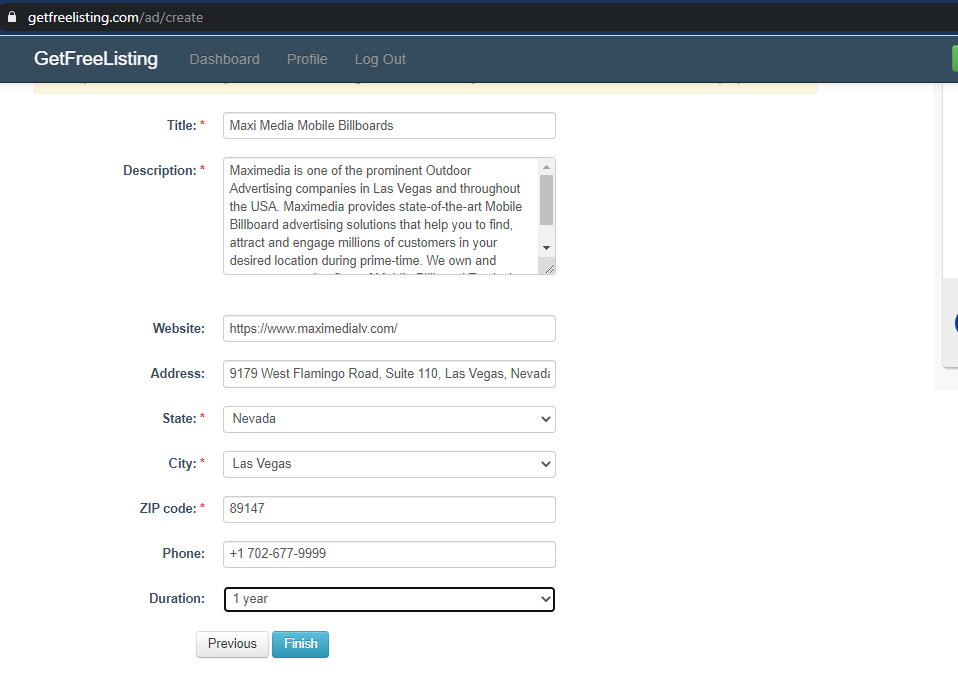 getfreelisting.com/ad/create
GetFreeListing Dashboard Profile Log Out
Title: * Maxi Media Mobile Billboards
Description: * Maximedia is one of the prominent Outdoor
Advertising companies in Las Vegas and throughout
the USA. Maximedia provides state-of-the-art Mobile
Billboard advertising solutions that help you to find,
attract and engage millions of customers in your
desired location during prime-time. We own and
Website: https://www.maximedialv.com/
Address: 9179 West Flamingo Road, Suite 110, Las Vegas, Nevada
State: * Nevada
City: * Las Vegas
ZIP code: * 89147
Phone: +1 702-677-9999
Duration: 1 year
Previous Finish